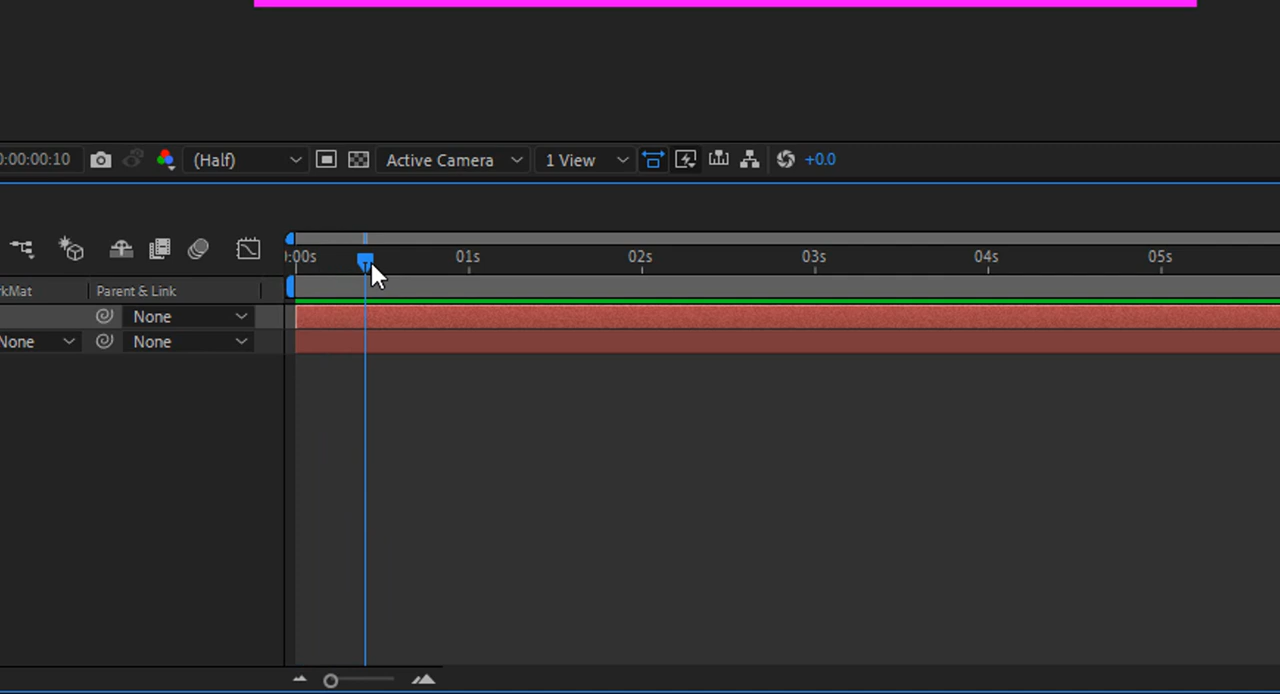 0:00:00:10 (Half) Active Camera 1 View +0.0
:00s 01s 02s 03s 04s 05s
rkMat Parent & Link
None
None None